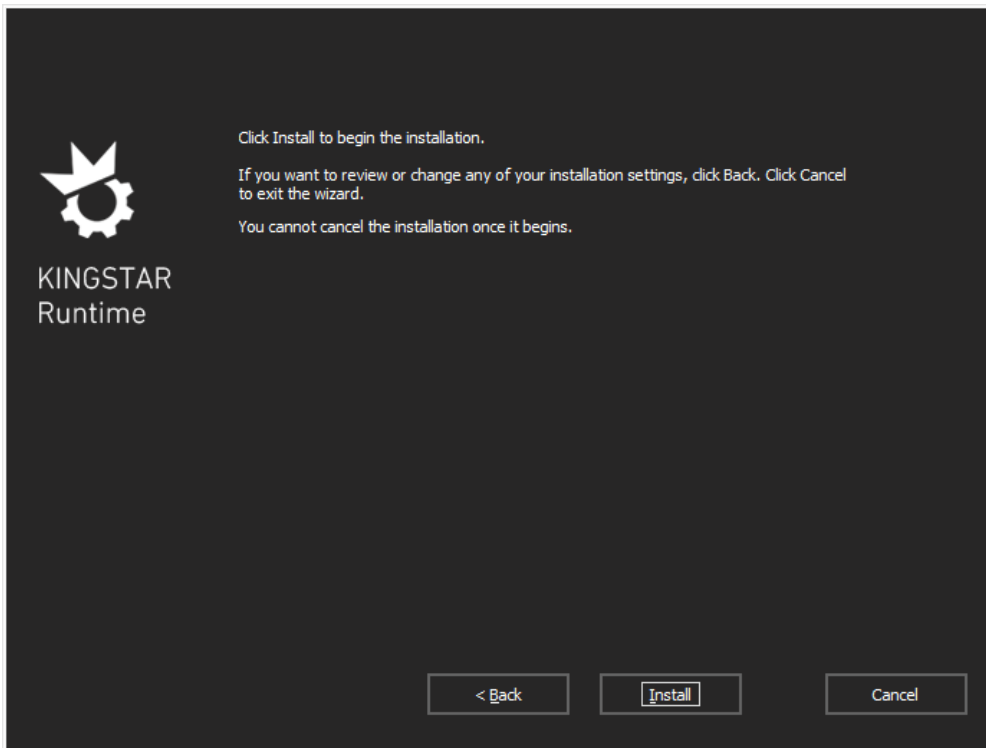 Click Install to begin the installation.
If you want to review or change any of your installation settings, click Back. Click Cancel
to exit the wizard.
You cannot cancel the installation once it begins.
KINGSTAR
Runtime
< Back
Install
Cancel